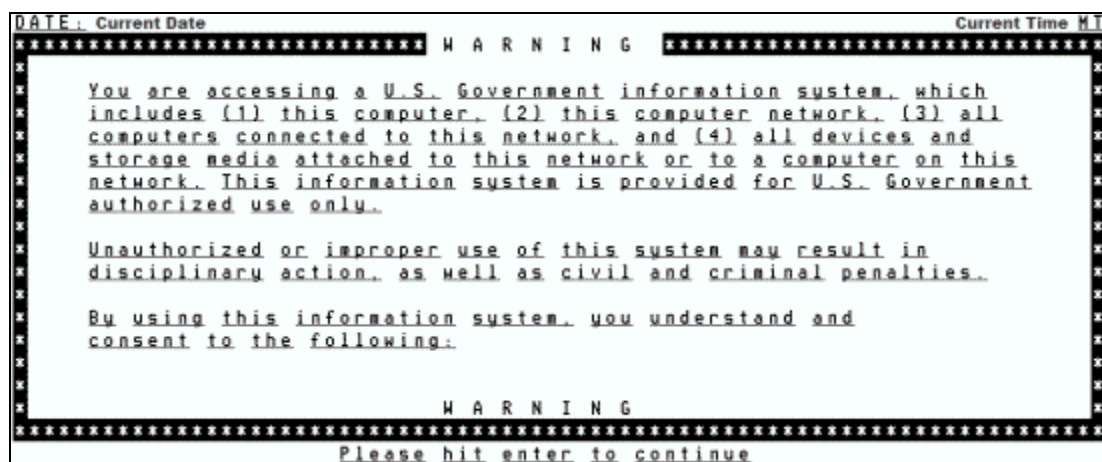 DATE: Current Date Current Time MT
**************************** W A R N I N G ******************************
You are accessing a U.S. Government information system, which
includes (1) this computer, (2) this computer network, (3) all
computers connected to this network, and (4) all devices and
storage media attached to this network or to a computer on this
network. This information system is provided for U.S. Government
authorized use only.
Unauthorized or improper use of this system may result in
disciplinary action, as well as civil and criminal penalties.
By using this information system, you understand and
consent to the following:
W A R N I N G
**************************************************************************
Please hit enter to continue